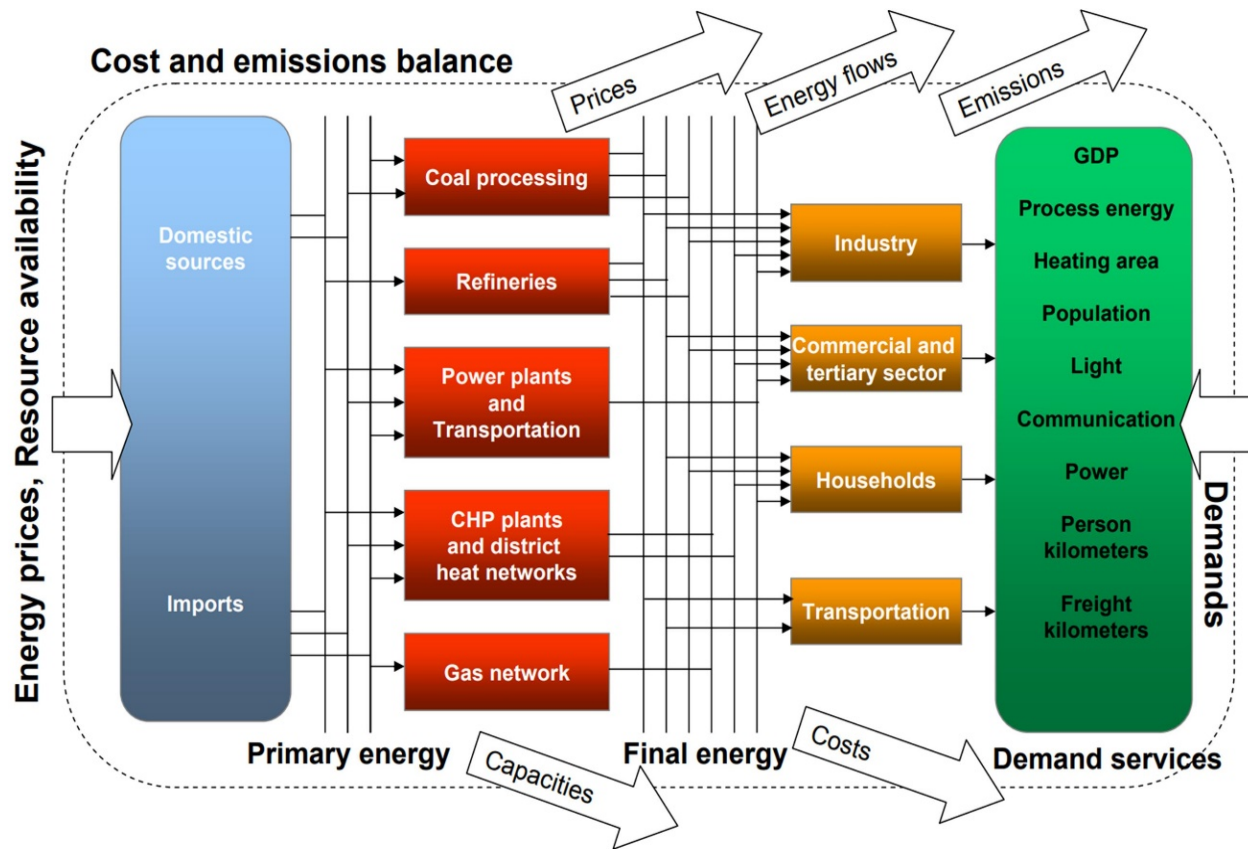 Cost and emissions balance
Prices
Energy flows
Emissions
Energy prices, Resource availability
Domestic
sources
Imports
Coal processing
Refineries
Power plants
and
Transportation
CHP plants
and district
heat networks
Gas network
Industry
Commercial and
tertiary sector
Households
Transportation
GDP
Process energy
Heating area
Population
Light
Communication
Power
Person
kilometers
Freight
kilometers
Demands
Primary energy
Final energy
Demand services
Capacities
Costs